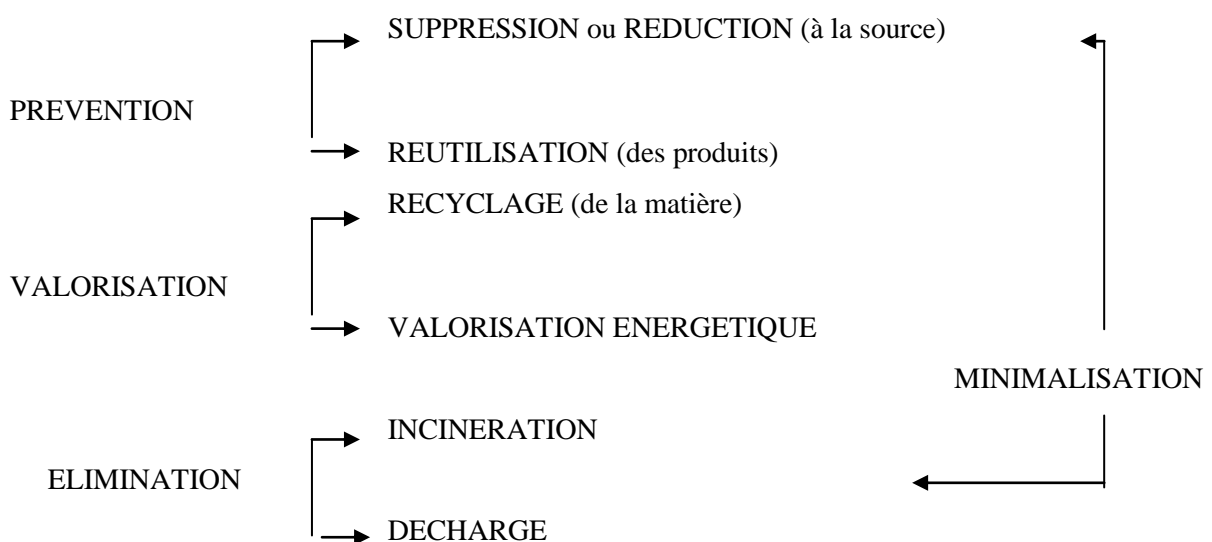 SUPPRESSION ou REDUCTION (à la source)
PREVENTION
REUTILISATION (des produits)
RECYCLAGE (de la matière)
VALORISATION
VALORISATION ENERGETIQUE
MINIMALISATION
INCINERATION
ELIMINATION
DECHARGE